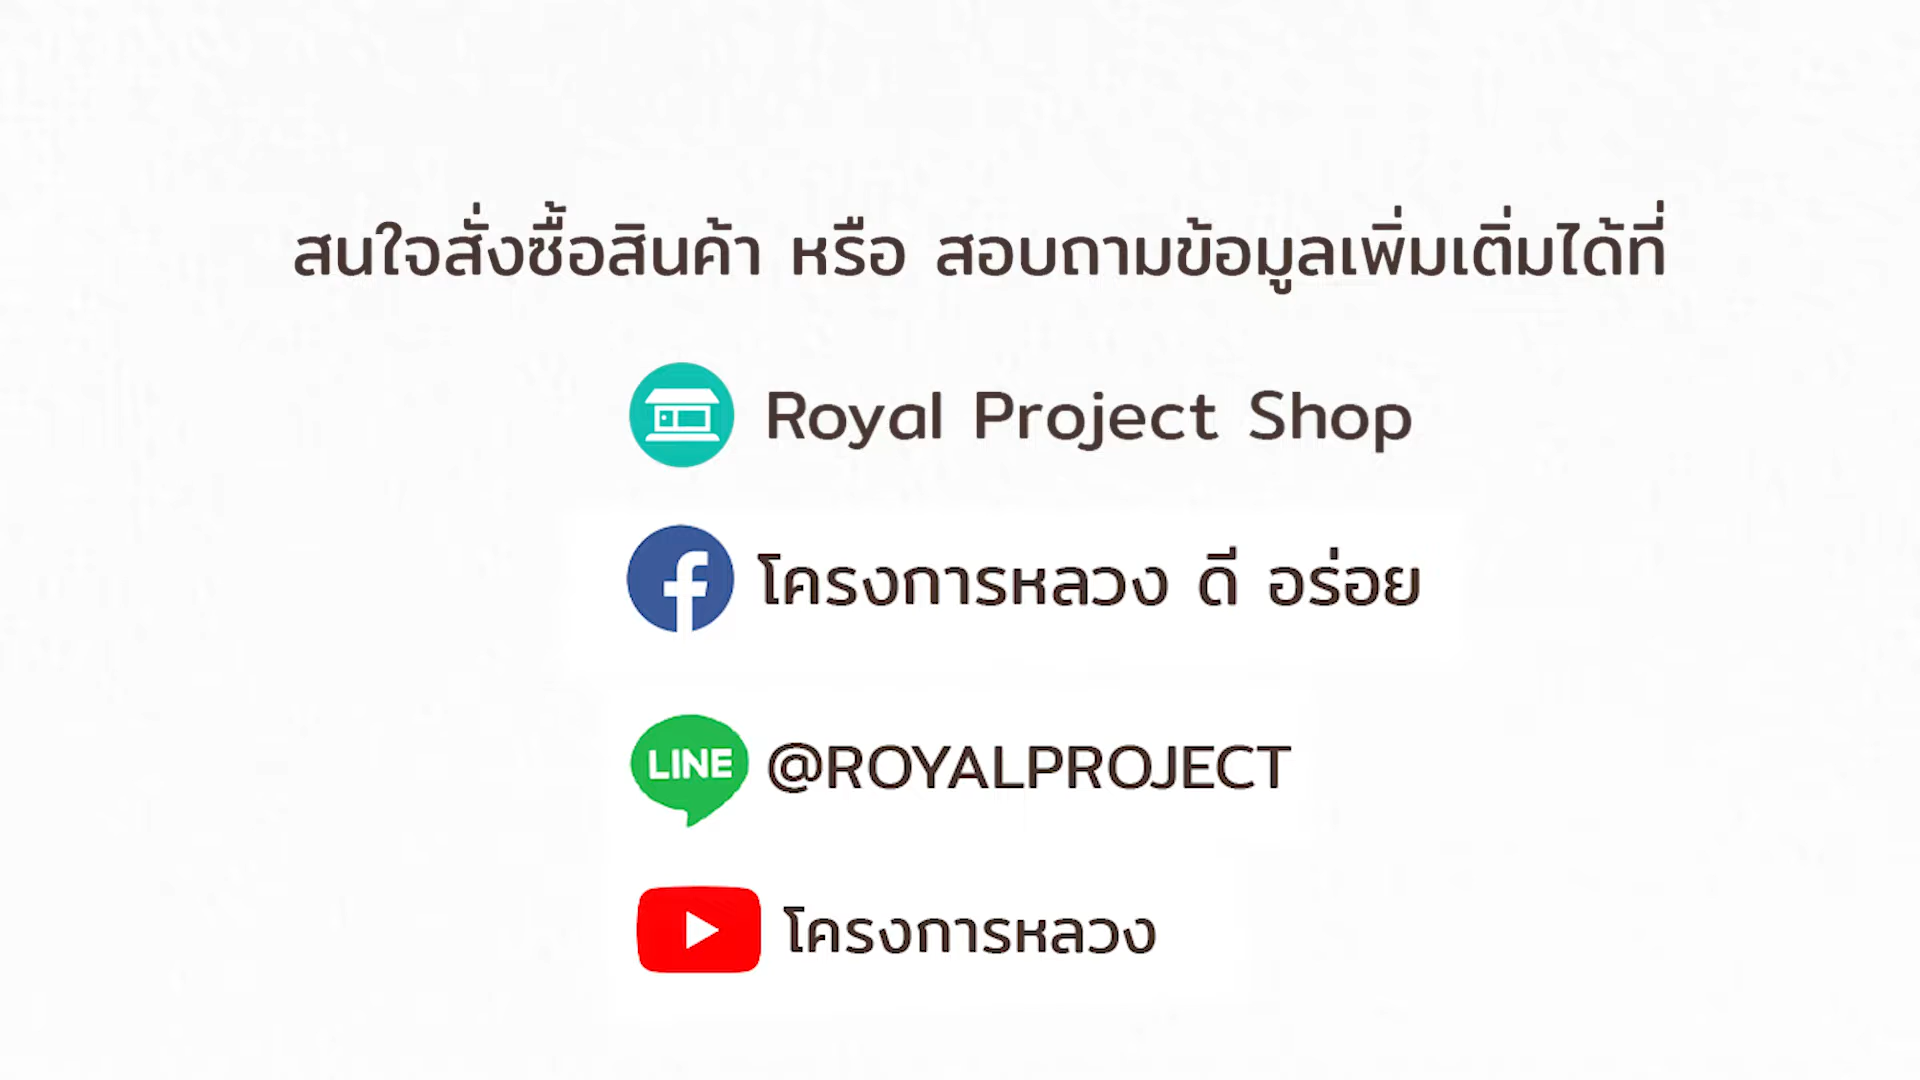 สนใจสั่งซื้อสินค้า หรือ สอบถามข้อมูลเพิ่มเติ่มได้ที่
Royal Project Shop
โครงการหลวง ดี อร่อย
LINE @ROYALPROJECT
โครงการหลวง